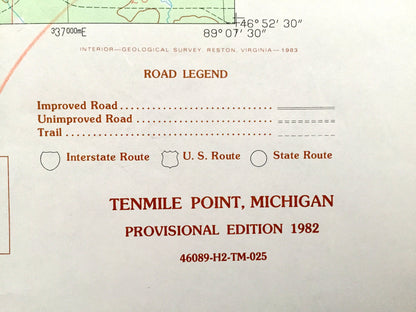 46°52'30"
337000mE
89°07'30"
INTERIOR—GEOLOGICAL SURVEY, RESTON, VIRGINIA—1983
ROAD LEGEND
Improved Road
Unimproved Road
Trail
Interstate Route U. S. Route State Route
TENMILE POINT, MICHIGAN
PROVISIONAL EDITION 1982
46089-H2-TM-025